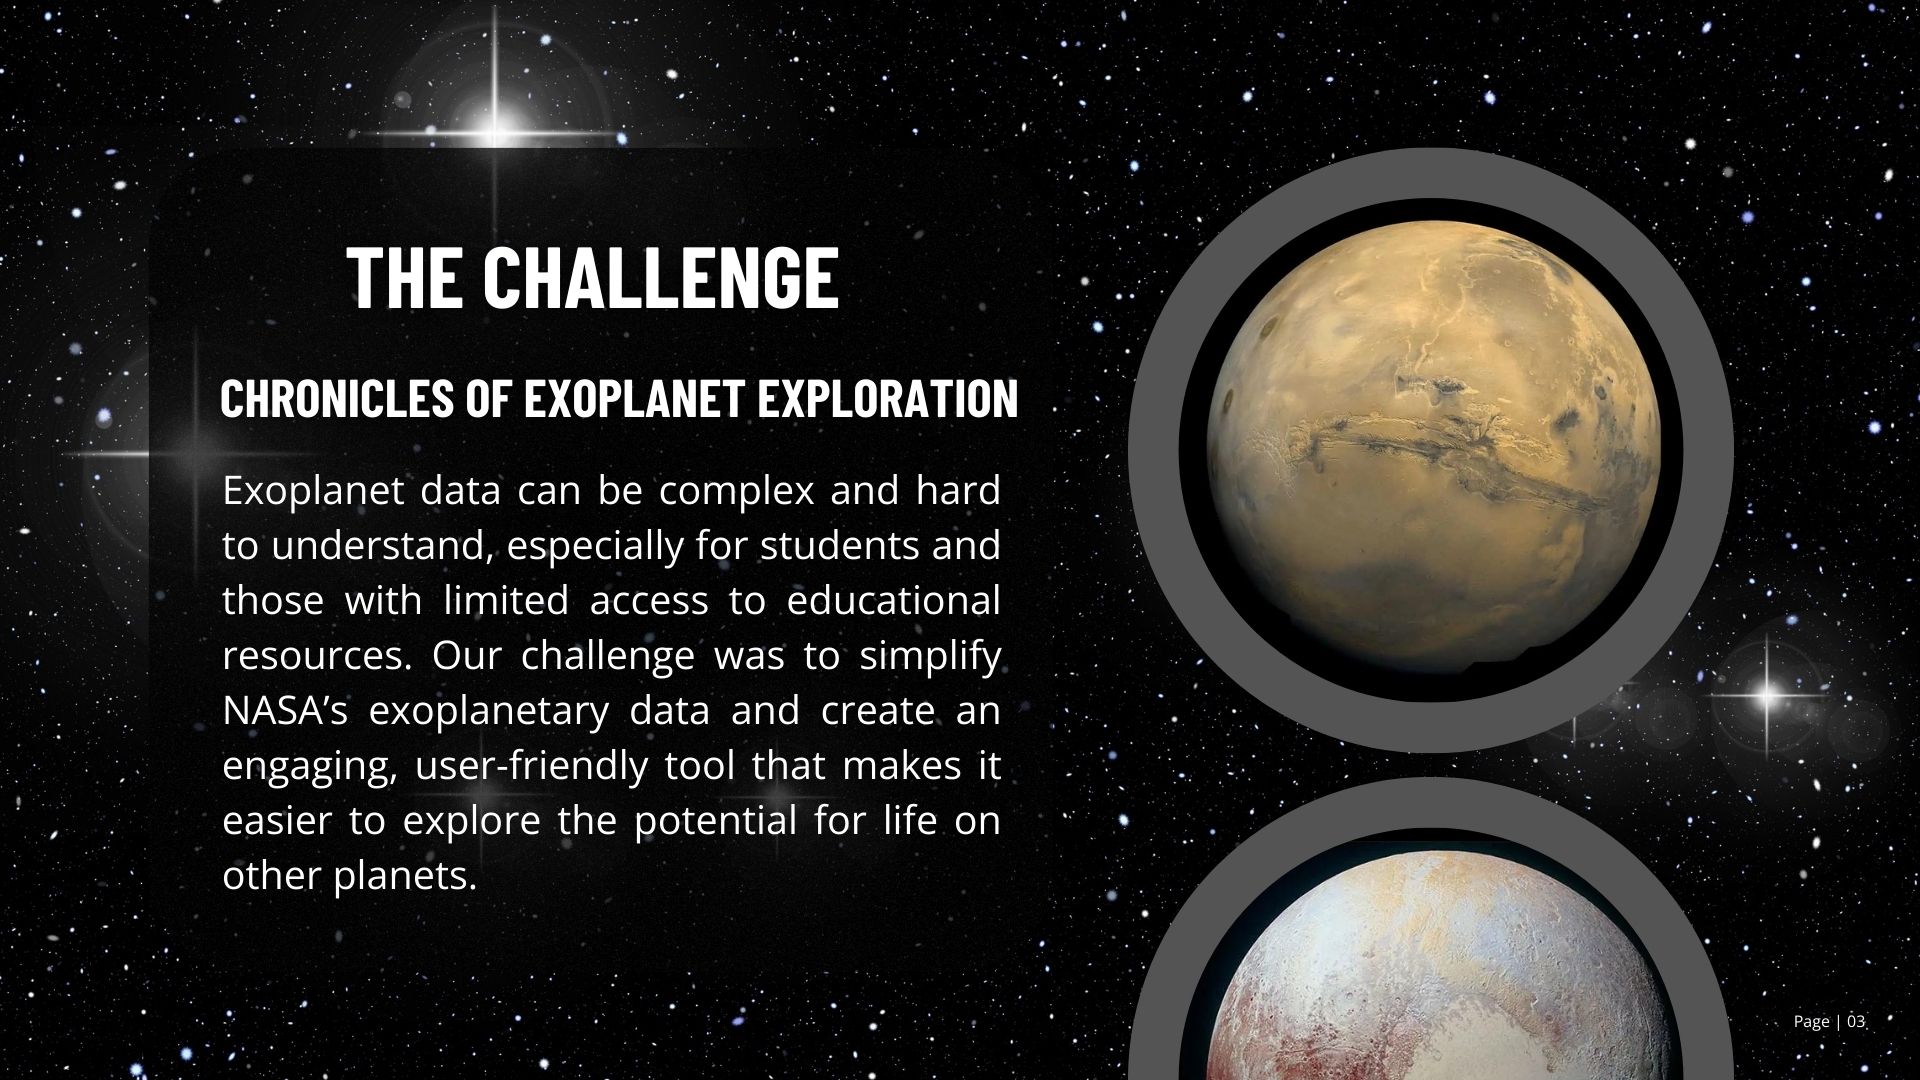 THE CHALLENGE
CHRONICLES OF EXOPLANET EXPLORATION
Exoplanet data can be complex and hard
to understand, especially for students and
those with limited access to educational
resources. Our challenge was to simplify
NASA’s exoplanetary data and create an
engaging, user-friendly tool that makes it
easier to explore the potential for life on
other planets.
Page | 03